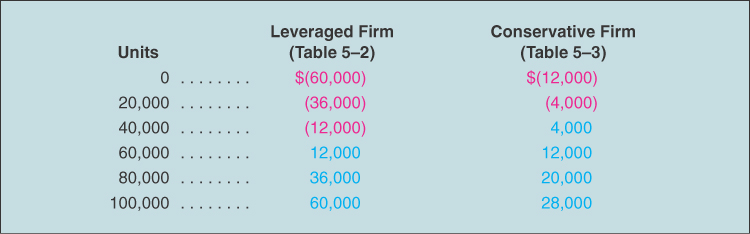 Leveraged Firm Conservative Firm
Units (Table 5–2) (Table 5–3)
0 ........ $(60,000) $(12,000)
20,000 ........ (36,000) (4,000)
40,000 ........ (12,000) 4,000
60,000 ........ 12,000 12,000
80,000 ........ 36,000 20,000
100,000 ........ 60,000 28,000